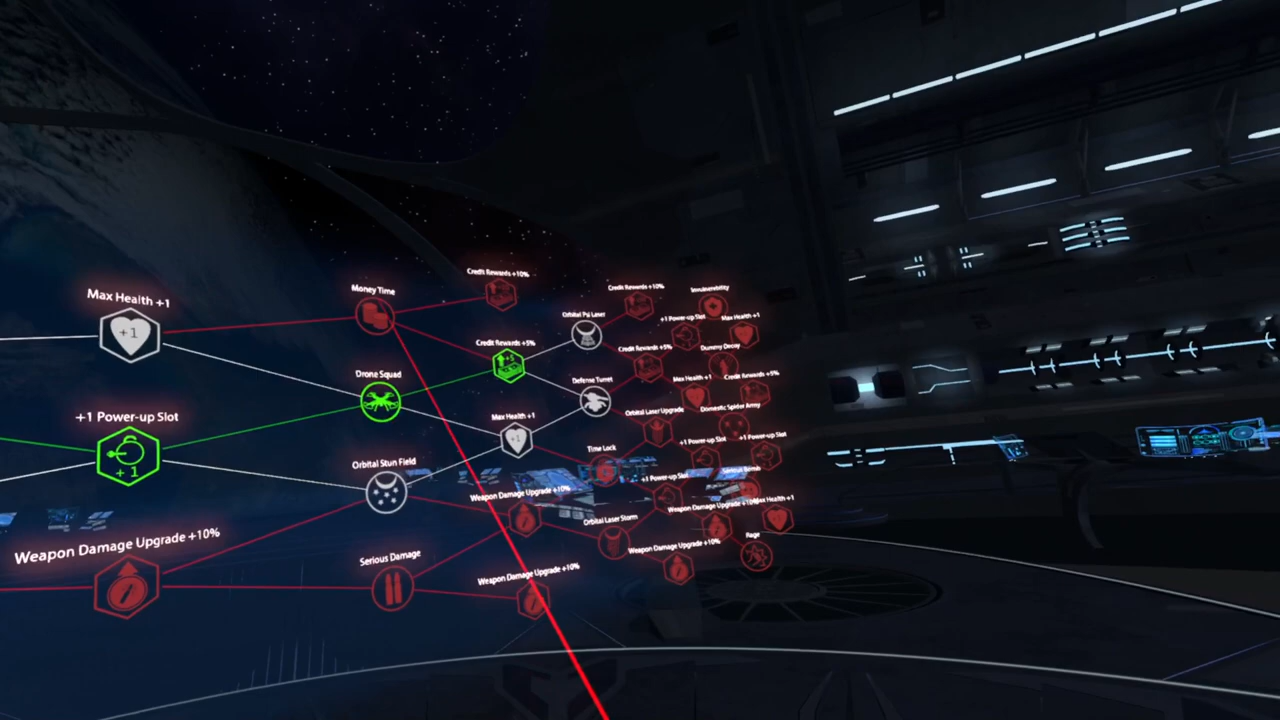 Max Health +1
+1
+1 Power-up Slot
+1
Weapon Damage Upgrade +10%
Money Time
Drone Squad
Orbital Stun Field
Serious Damage
Credit Rewards +10%
Credit Rewards +5%
Max Health +1
+1
Weapon Damage Upgrade +10%
Weapon Damage Upgrade +10%
Orbital Psi Laser
Defense Turret
Time Lock
Orbital Laser Storm
Credit Rewards +10%
Credit Rewards +5%
Orbital Laser Upgrade
+1 Power-up Slot
Weapon Damage Upgrade +10%
+1 Power-up Slot
Max Health +1
+1 Power-up Slot
Weapon Damage Upgrade +10%
Invulnerability
Dummy Decoy
Domestic Spider Army
Serious Bomb
Rage
Max Health +1
Credit Rewards +5%
+1 Power-up Slot
Max Health +1